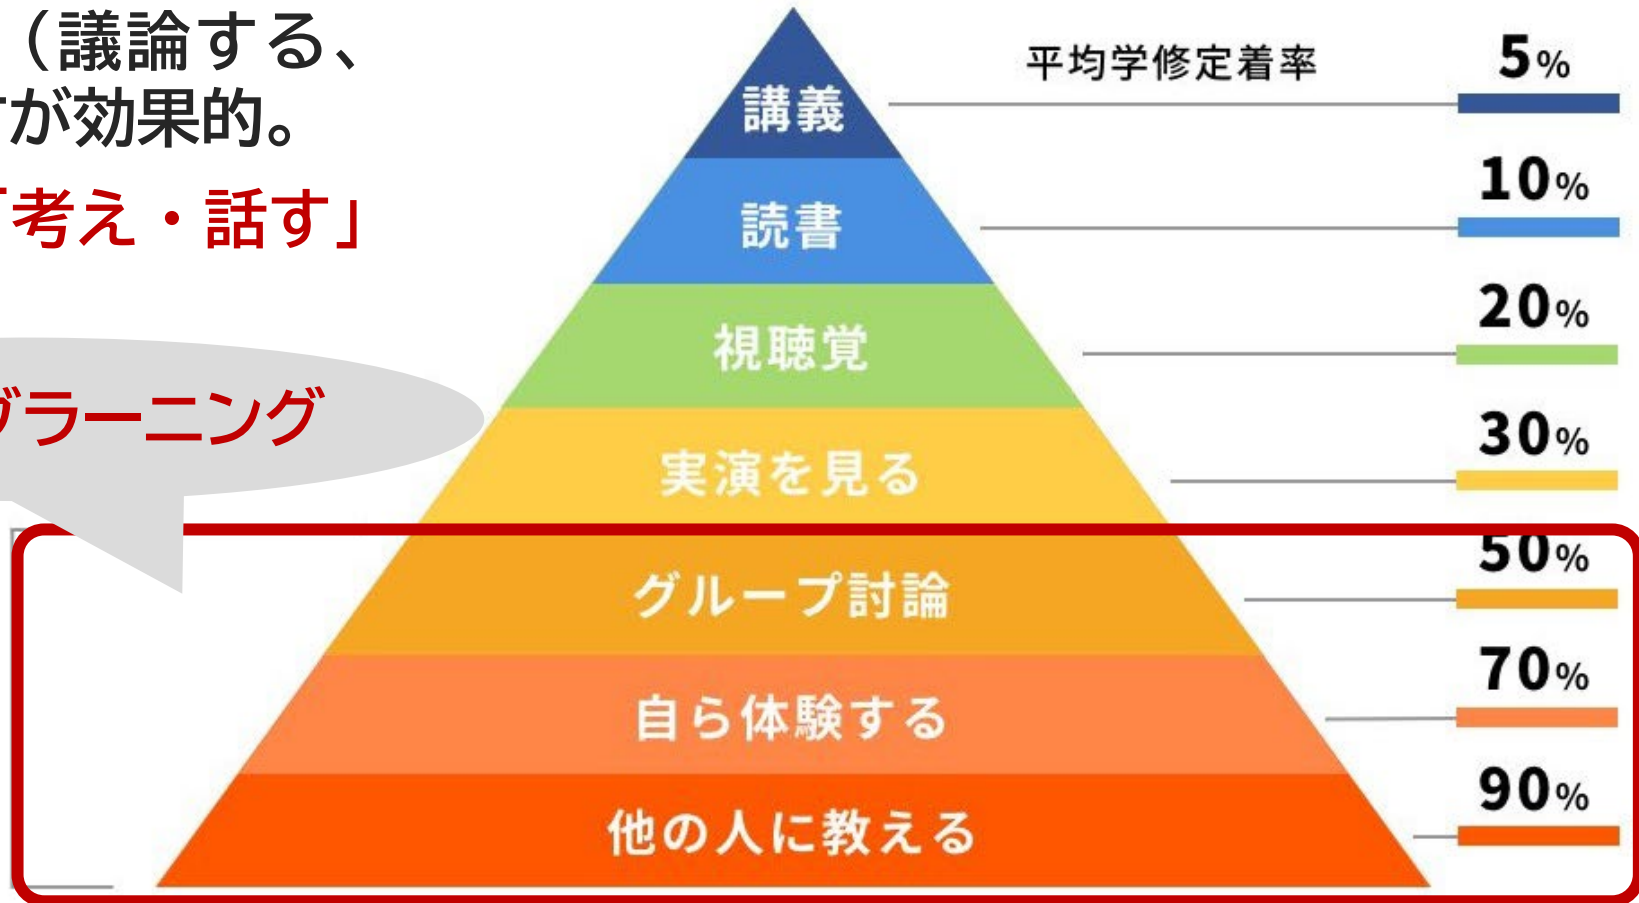 （議論する、
が効果的。
「考え・話す」
グラーニング
平均学修定着率 5%
講義
10%
読書
20%
視聴覚
30%
実演を見る
50%
グループ討論
70%
自ら体験する
90%
他の人に教える